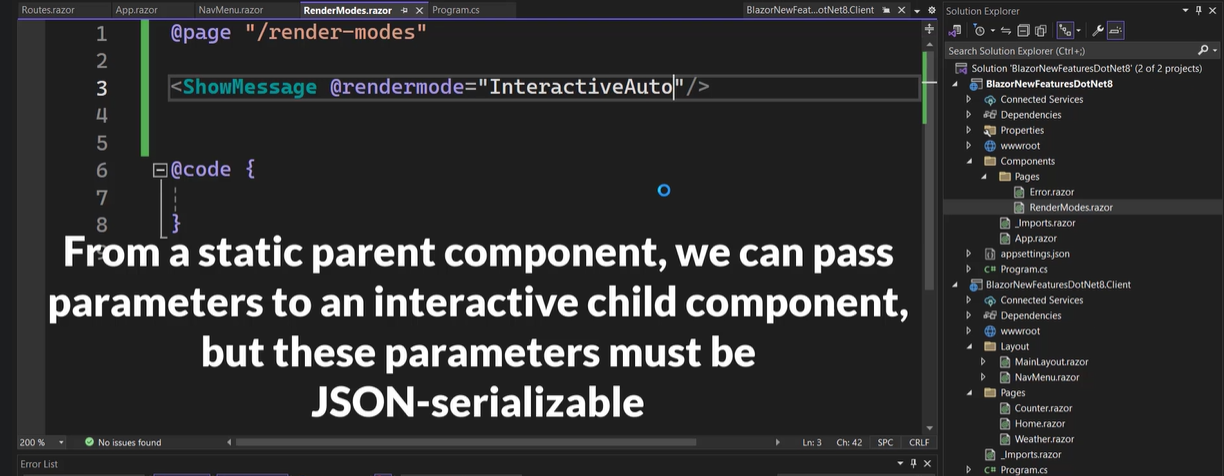 Routes.razor App.razor NavMenu.razor RenderModes.razor Program.cs BlazorNewFeat...otNet8.Client
1 @page "/render-modes"
2
3 <ShowMessage @rendermode="InteractiveAuto"/>
4
5
6 @code {
7
8 }
From a static parent component, we can pass
parameters to an interactive child component,
but these parameters must be
JSON-serializable
200 % No issues found Ln: 3 Ch: 42 SPC CRLF
Error List
Solution Explorer
Search Solution Explorer (Ctrl+;)
Solution 'BlazorNewFeaturesDotNet8' (2 of 2 projects)
BlazorNewFeaturesDotNet8
Connected Services
Dependencies
Properties
wwwroot
Components
Pages
Error.razor
RenderModes.razor
_Imports.razor
App.razor
appsettings.json
C# Program.cs
BlazorNewFeaturesDotNet8.Client
Connected Services
Dependencies
wwwroot
Layout
MainLayout.razor
NavMenu.razor
Pages
Counter.razor
Home.razor
Weather.razor
_Imports.razor
C# Program.cs